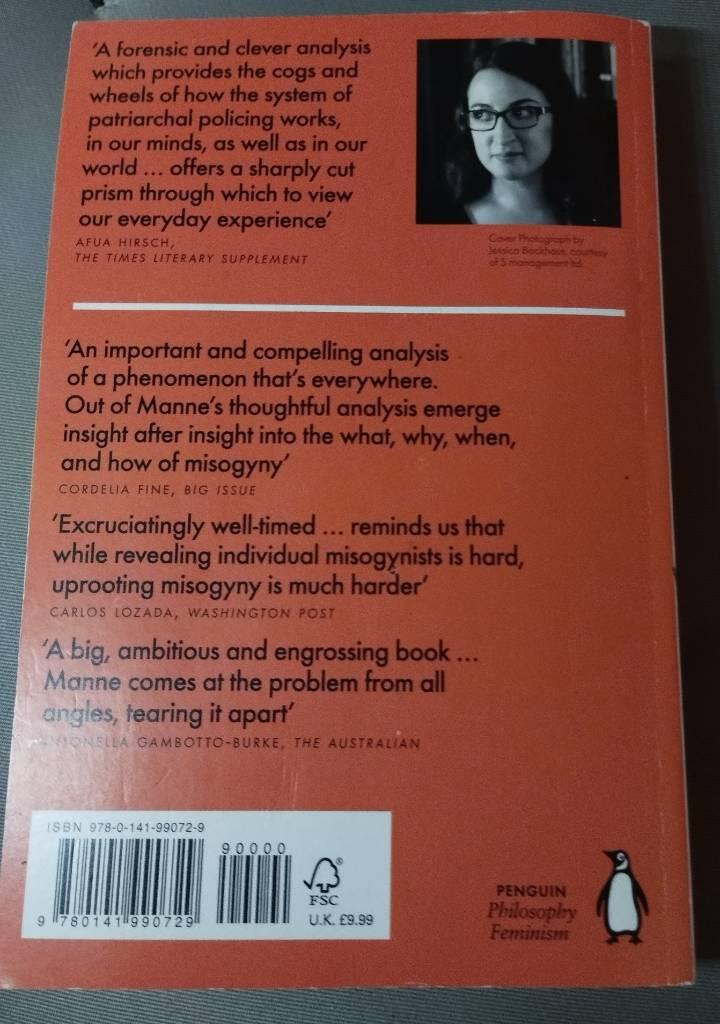 ‘A forensic and clever analysis
which provides the cogs and
wheels of how the system of
patriarchal policing works,
in our minds, as well as in our
world ... offers a sharply cut
prism through which to view
our everyday experience’
AFUA HIRSCH,
THE TIMES LITERARY SUPPLEMENT
Cover Photograph by
Jessica Backhaus, courtesy
of S management ltd.
‘An important and compelling analysis
of a phenomenon that’s everywhere.
Out of Manne’s thoughtful analysis emerge
insight after insight into the what, why, when,
and how of misogyny’
CORDELIA FINE, BIG ISSUE
‘Excruciatingly well-timed ... reminds us that
while revealing individual misogynists is hard,
uprooting misogyny is much harder’
CARLOS LOZADA, WASHINGTON POST
‘A big, ambitious and engrossing book ...
Manne comes at the problem from all
angles, tearing it apart’
ANTONELLA GAMBOTTO-BURKE, THE AUSTRALIAN
ISBN 978-0-141-99072-9
90000
9 780141 990729
FSC
®
U.K. £9.99
PENGUIN
Philosophy
Feminism